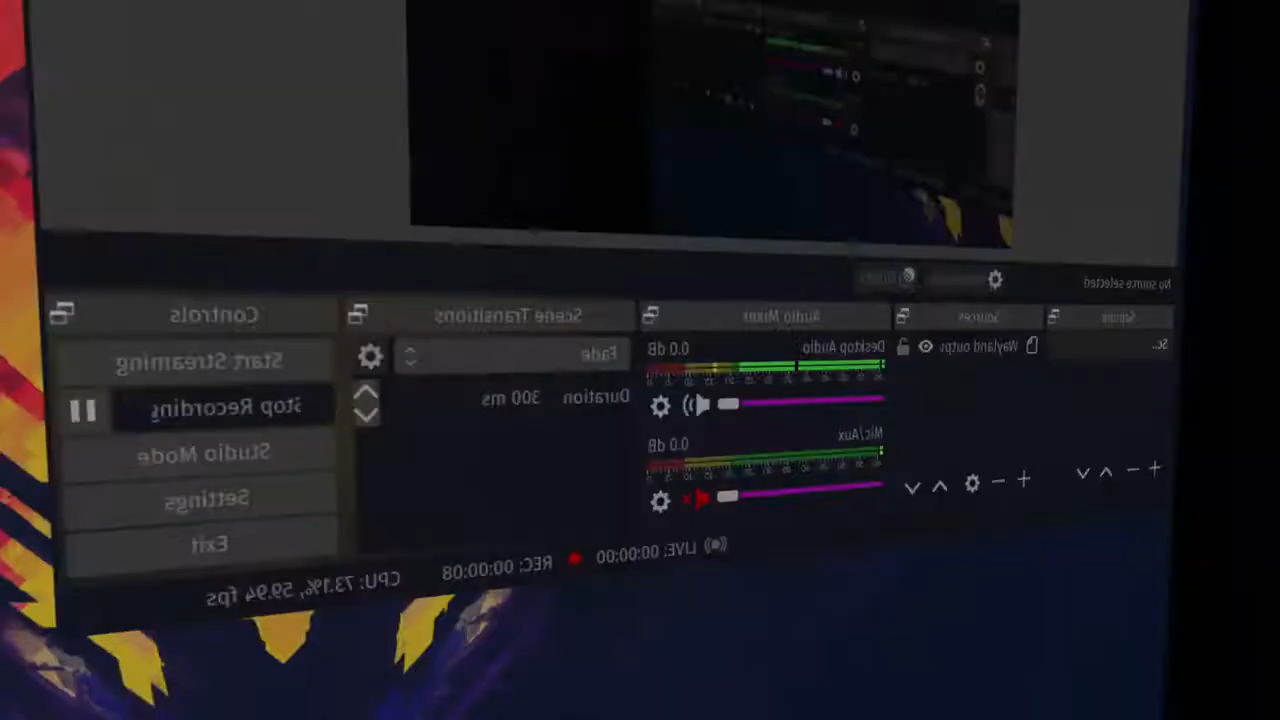 No source selected
Controls
Scene Transitions
Audio Mixer
Sources
Scenes
Start Streaming
Stop Recording
Studio Mode
Settings
Exit
Fade
Duration 300 ms
Desktop Audio 0.0 dB
Mic/Aux 0.0 dB
Wayland outp
Sc..
LIVE: 00:00:00
REC: 00:00:08
CPU: 73.1%, 59.94 fps